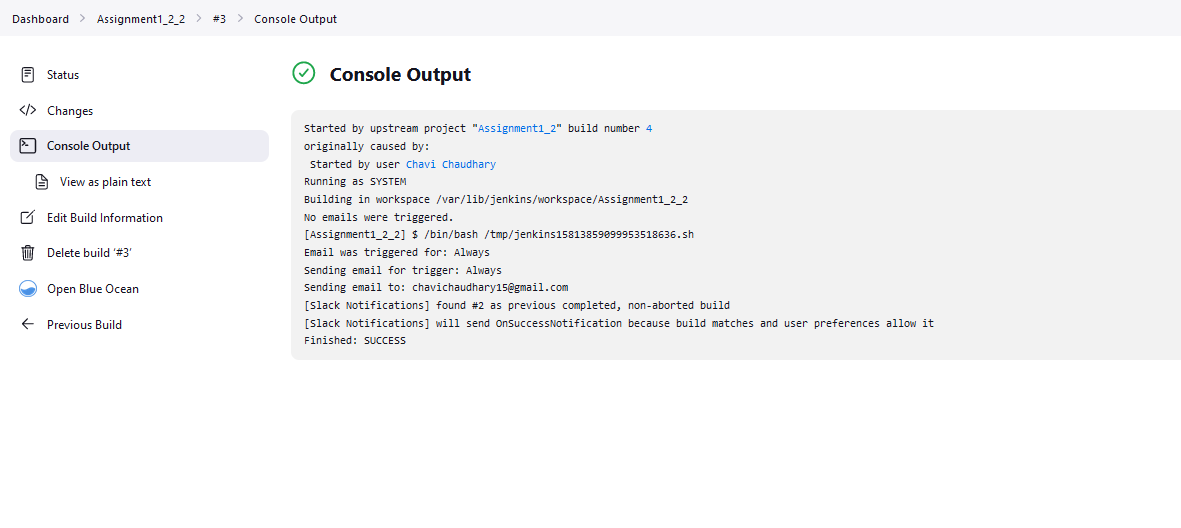 Dashboard > Assignment1_2_2 > #3 > Console Output
Status
Changes
Console Output
View as plain text
Edit Build Information
Delete build ‘#3’
Open Blue Ocean
Previous Build
Console Output
Started by upstream project "Assignment1_2" build number 4
originally caused by:
Started by user Chavi Chaudhary
Running as SYSTEM
Building in workspace /var/lib/jenkins/workspace/Assignment1_2_2
No emails were triggered.
[Assignment1_2_2] $ /bin/bash /tmp/jenkins15813859099953518636.sh
Email was triggered for: Always
Sending email for trigger: Always
Sending email to: chavichaudhary15@gmail.com
[Slack Notifications] found #2 as previous completed, non-aborted build
[Slack Notifications] will send OnSuccessNotification because build matches and user preferences allow it
Finished: SUCCESS